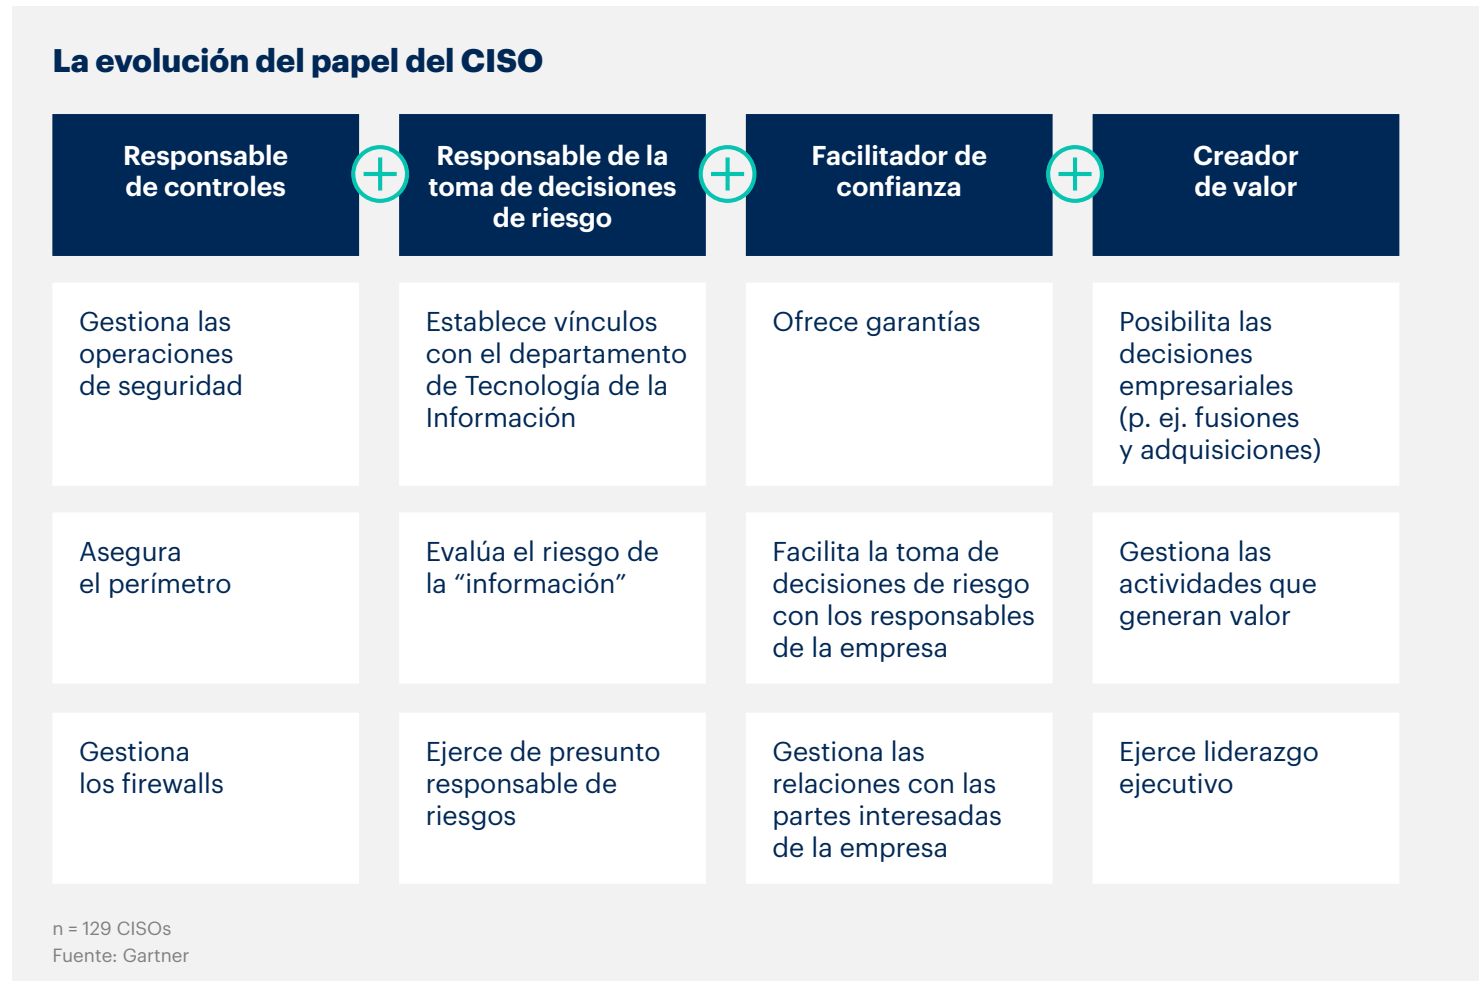 La evolución del papel del CISO
Responsable
de controles
Responsable de la
toma de decisiones
de riesgo
Facilitador de
confianza
Creador
de valor
Gestiona las
operaciones
de seguridad
Establece vínculos
con el departamento
de Tecnología de la
Información
Ofrece garantías
Posibilita las
decisiones
empresariales
(p. ej. fusiones
y adquisiciones)
Asegura
el perímetro
Evalúa el riesgo de
la “información”
Facilita la toma de
decisiones de riesgo
con los responsables
de la empresa
Gestiona las
actividades que
generan valor
Gestiona
los firewalls
Ejerce de presunto
responsable de
riesgos
Gestiona las
relaciones con las
partes interesadas
de la empresa
Ejerce liderazgo
ejecutivo
n = 129 CISOs
Fuente: Gartner